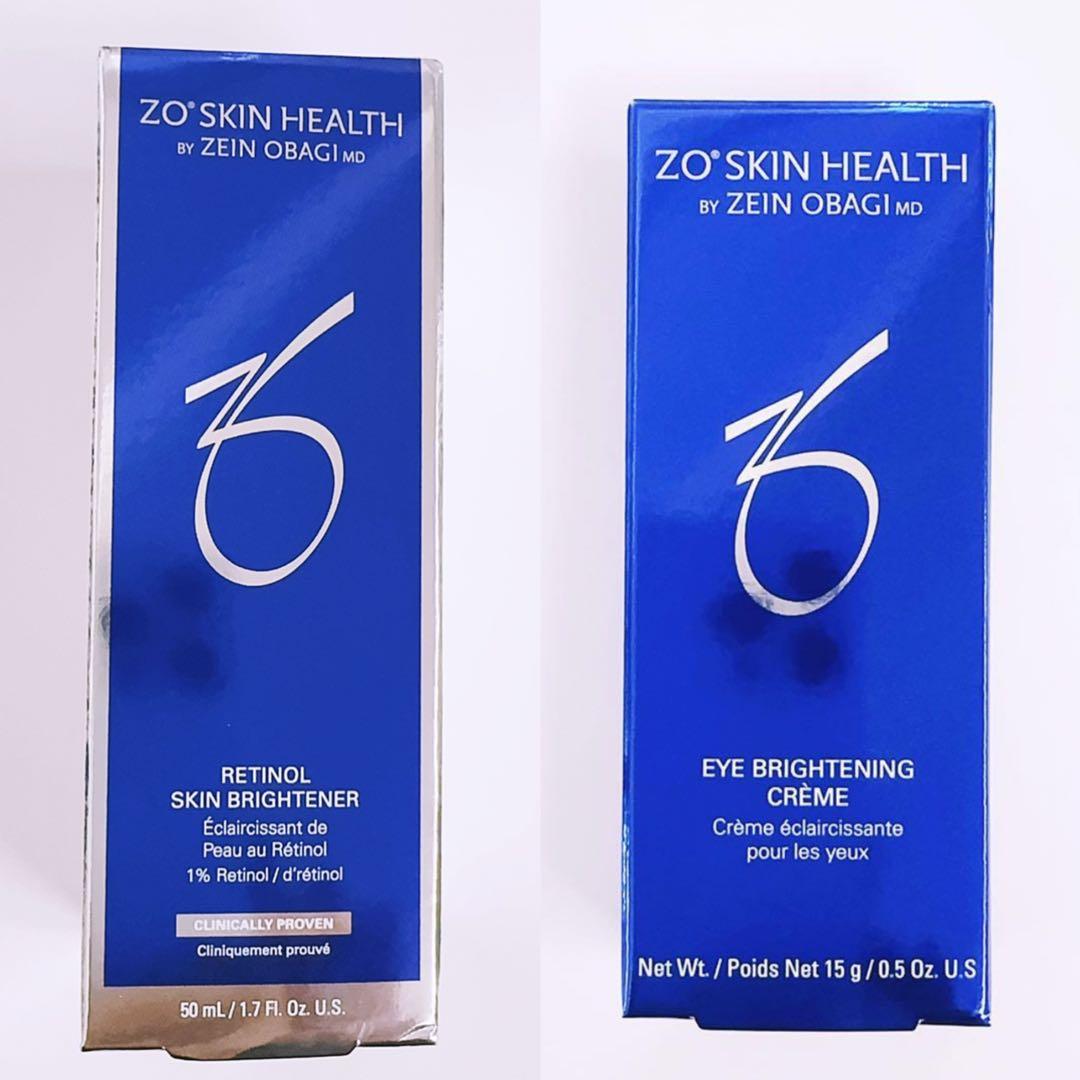 ZO® SKIN HEALTH
BY ZEIN OBAGI MD
RETINOL
SKIN BRIGHTENER
Éclaircissant de
Peau au Rétinol
1% Retinol / d'rétinol
CLINICALLY PROVEN
Cliniquement prouvé
50 mL / 1.7 Fl. Oz. U.S.
ZO® SKIN HEALTH
BY ZEIN OBAGI MD
EYE BRIGHTENING
CRÈME
Crème éclaircissante
pour les yeux
Net Wt. / Poids Net 15 g / 0.5 Oz. U.S